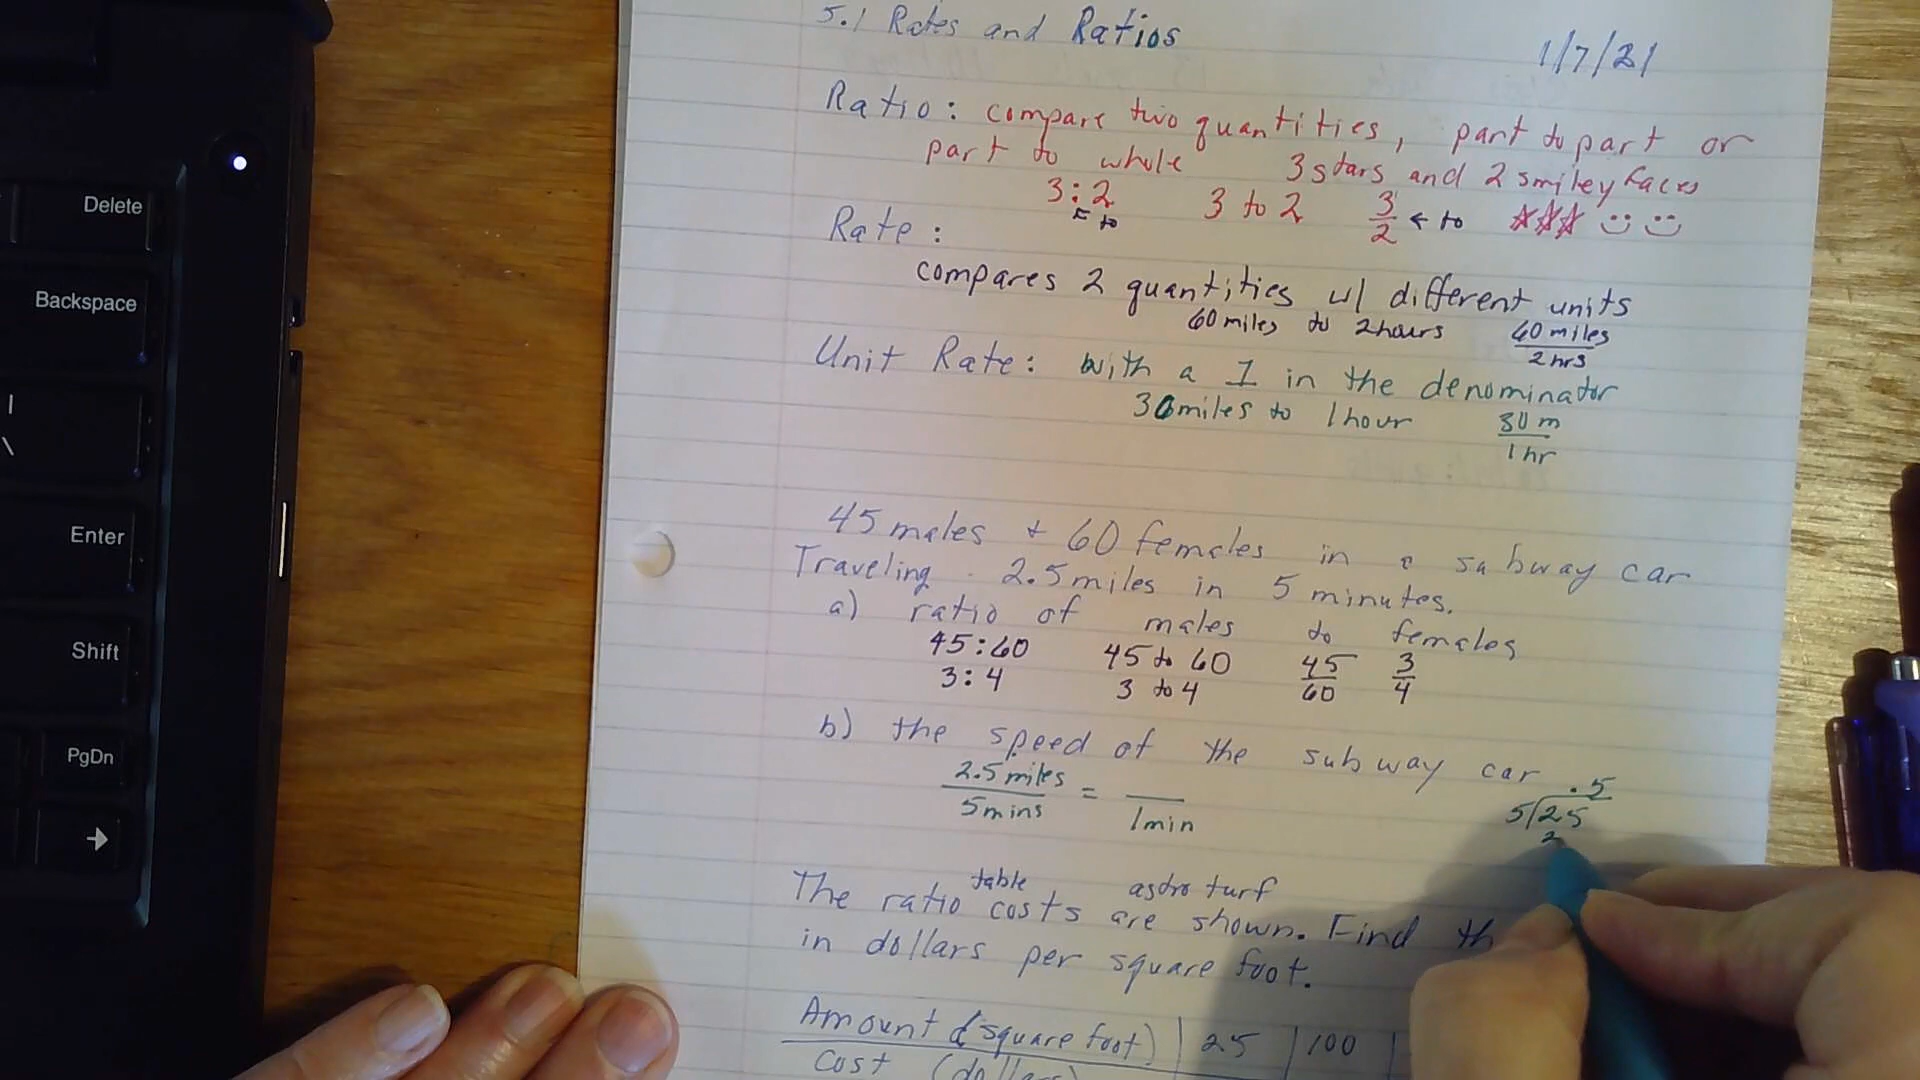 Delete
Backspace
|
\
Enter
Shift
PgDn
5.1 Rates and Ratios
1/7/21
Ratio: compare two quantities, part to part or
part to whole 3 stars and 2 smiley faces
3:2 3 to 2 3/2 ← to
to
Rate:
compares 2 quantities w/ different units
60 miles to 2 hours 60 miles/2 hrs
Unit Rate: with a 1 in the denominator
30 miles to 1 hour 30 m/1 hr
45 males + 60 females in a subway car
Traveling 2.5 miles in 5 minutes.
a) ratio of males to females
45:60 45 to 60 45/60 3/4
3:4 3 to 4
b) the speed of the subway car
2.5 miles/5 mins = /1 min
.5
5 25
2
table astro turf
The ratio costs are shown. Find th
in dollars per square foot.
Amount (square foot) | 25 | 100 |
Cost (dollars)